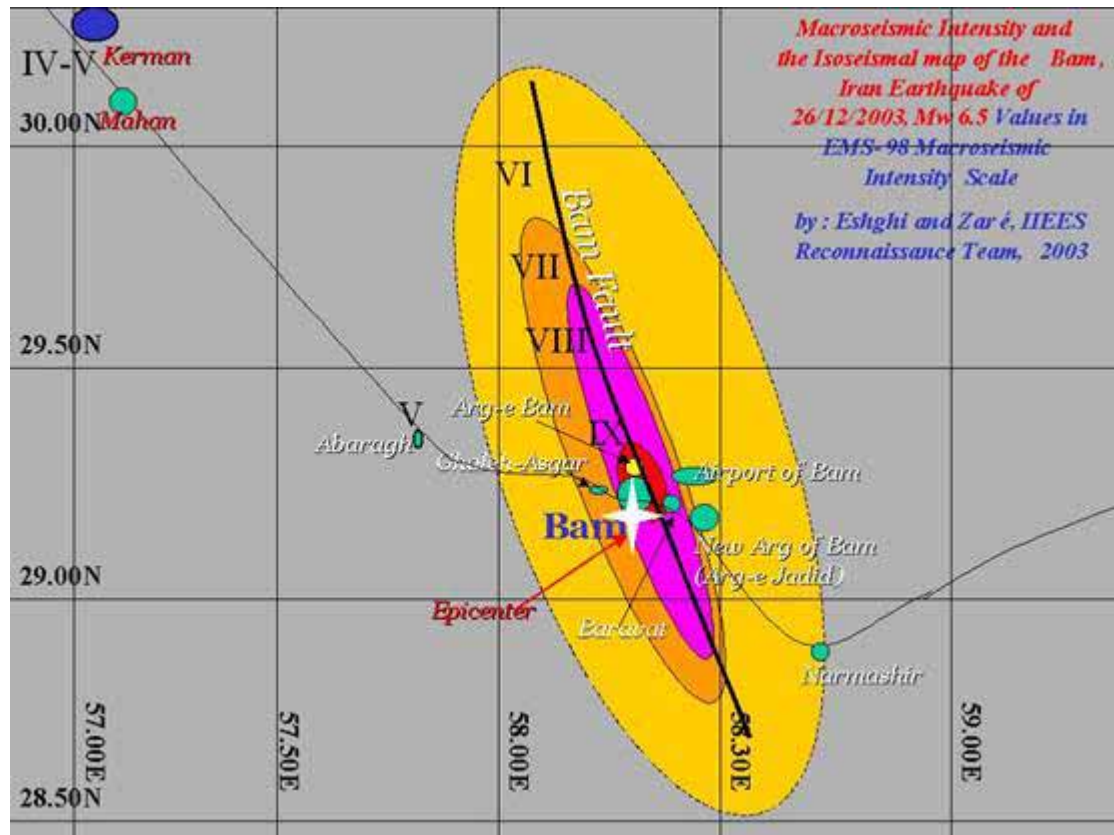 Macroseismic Intensity and
the Isoseismal map of the Bam,
Iran Earthquake of
26/12/2003, Mw 6.5 Values in
EMS-98 Macroseismic
Intensity Scale
by : Eshghi and Zaré, IIEES
Reconnaissance Team, 2003
Kerman
IV-V
Mahan
30.00N
VI
Bam Fault
VII
VIII
29.50N
Arg-e Bam
V
IX
Abaragh
Gholeh-Asgar
Airport of Bam
Bam
New Arg of Bam
(Arg-e Jadid)
29.00N
Epicenter
Baravat
Narmashir
57.00E
57.50E
58.00E
58.30E
59.00E
28.50N